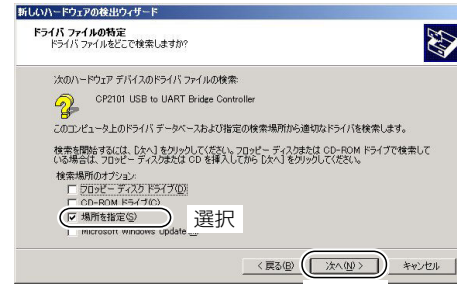 新しいハードウェアの検出ウィザード
ドライバ ファイルの特定
ドライバ ファイルをどこで検索しますか?
次のハードウェア デバイスのドライバ ファイルの検索:
CP2101 USB to UART Bridge Controller
このコンピュータ上のドライバ データベースおよび指定の検索場所から適切なドライバを検索します。
検索を開始するには、[次へ] をクリックしてください。フロッピー ディスクまたは CD-ROM ドライブで検索して
いる場合は、フロッピー ディスクまたは CD を挿入してから [次へ] をクリックしてください。
検索場所のオプション:
フロッピー ディスク ドライブ(D)
CD-ROM ドライブ(C)
場所を指定(S) 選択
Microsoft Windows Update
< 戻る(B) 次へ(N) > キャンセル